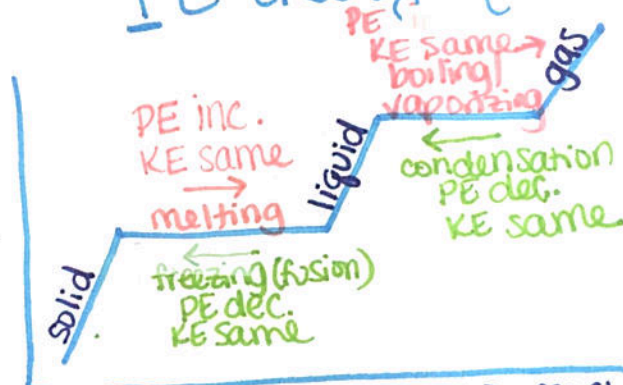 PE
KE same
boiling/
vaporizing
gas
PE inc.
KE same
melting
liquid
condensation
PE dec.
KE same
freezing (fusion)
PE dec.
KE same
solid